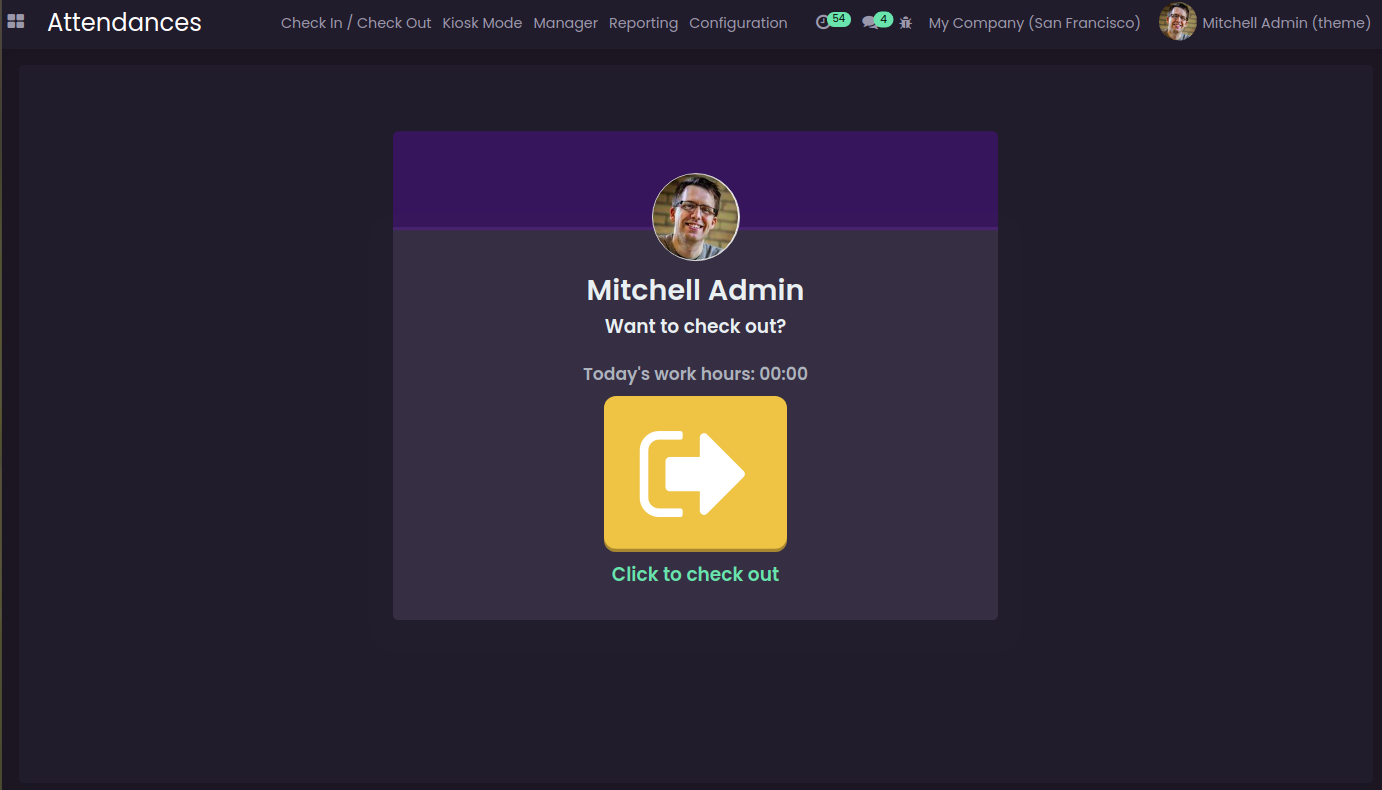 Attendances
Check In / Check Out Kiosk Mode Manager Reporting Configuration 54 4 My Company (San Francisco) Mitchell Admin (theme)
Mitchell Admin
Want to check out?
Today's work hours: 00:00
Click to check out